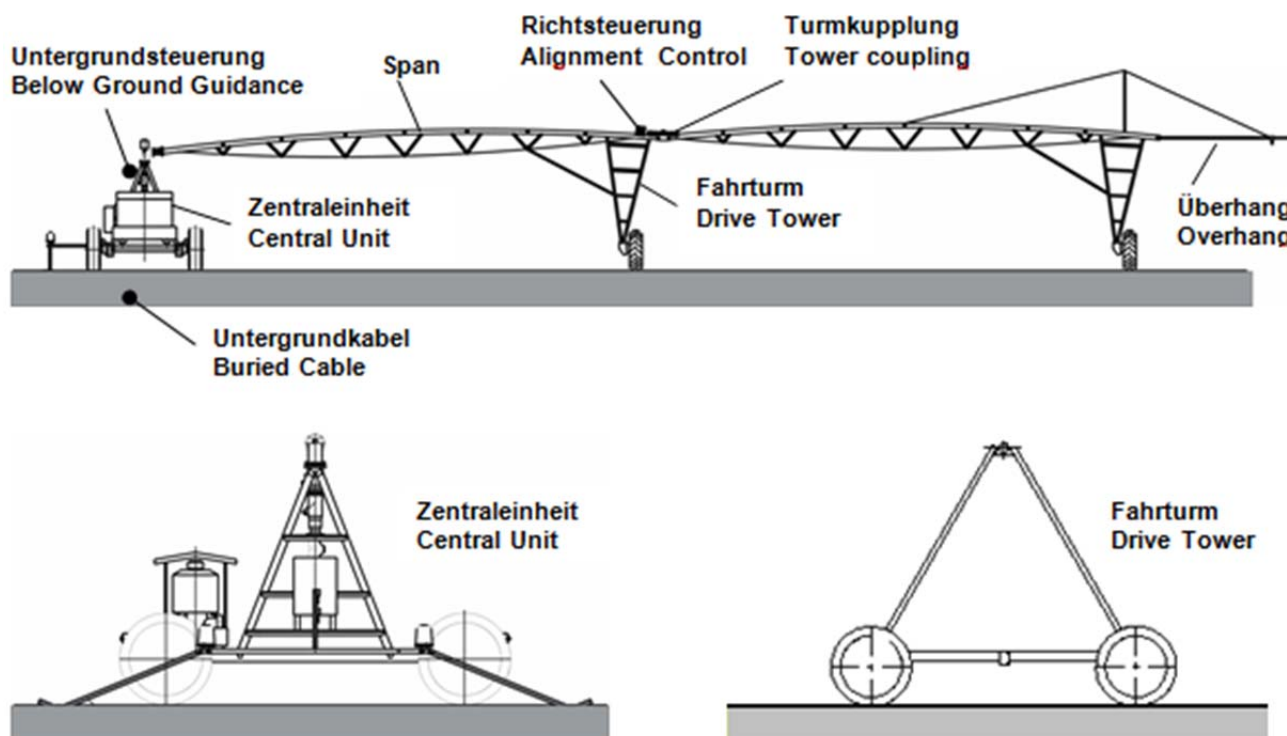 Untergrundsteuerung
Below Ground Guidance
Span
Richtsteuerung
Alignment Control
Turmkupplung
Tower coupling
Zentraleinheit
Central Unit
Fahrturm
Drive Tower
Überhang
Overhang
Untergrundkabel
Buried Cable
Zentraleinheit
Central Unit
Fahrturm
Drive Tower